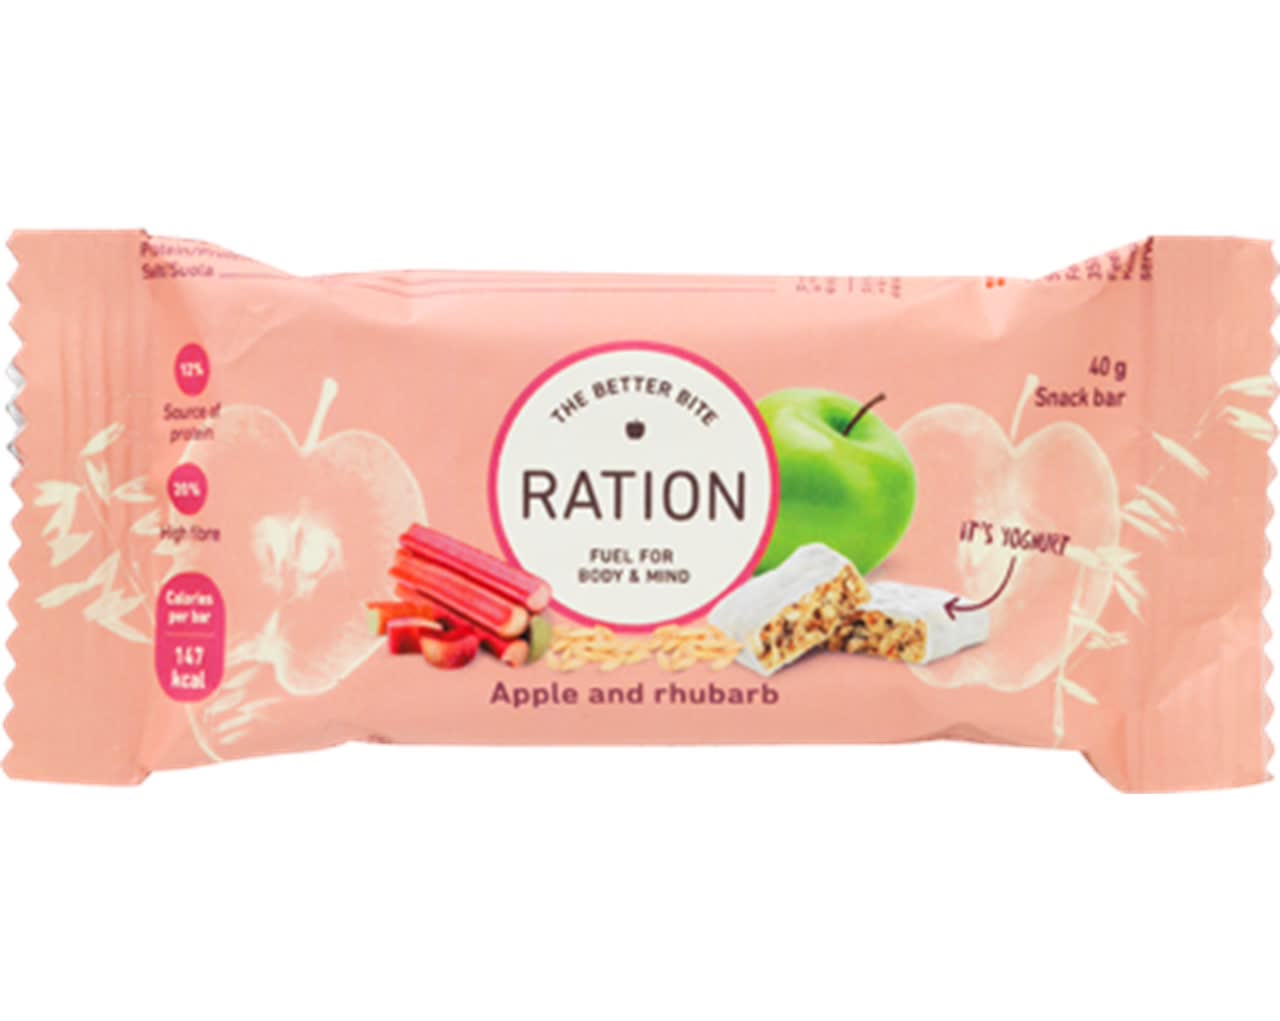 Salt/Suola
12%
Source of
protein
20%
High fibre
Calories
per bar
147
kcal
THE BETTER BITE
RATION
FUEL FOR
BODY & MIND
Apple and rhubarb
40 g
Snack bar
IT'S YOGHURT